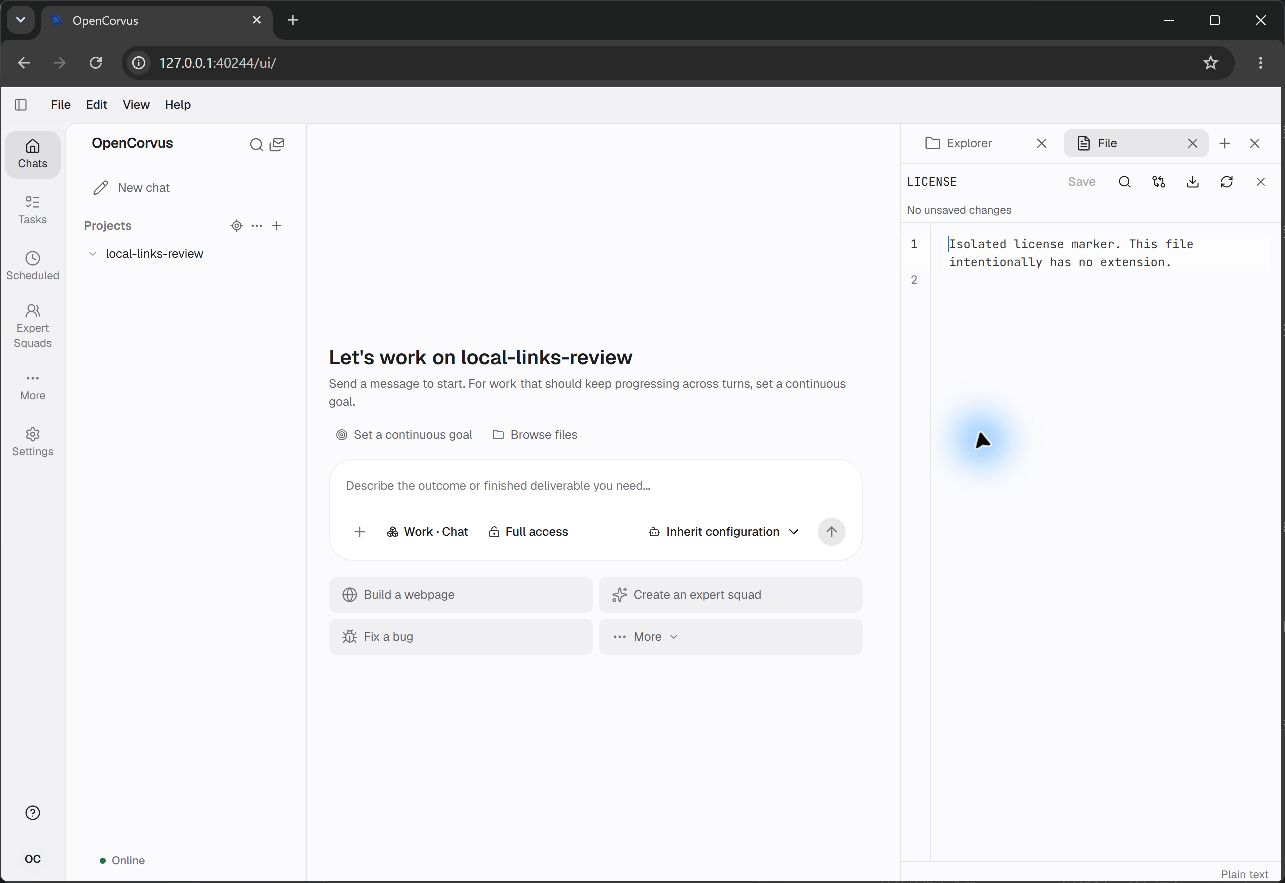 OpenCorvus
127.0.0.1:40244/ui/
File Edit View Help
Chats
Tasks
Scheduled
Expert
Squads
More
Settings
OC
OpenCorvus
New chat
Projects
local-links-review
Online
Let's work on local-links-review
Send a message to start. For work that should keep progressing across turns, set a continuous
goal.
Set a continuous goal Browse files
Describe the outcome or finished deliverable you need...
Work · Chat Full access Inherit configuration
Build a webpage Create an expert squad
Fix a bug More
Explorer File
LICENSE Save
No unsaved changes
1 Isolated license marker. This file
intentionally has no extension.
2
Plain text